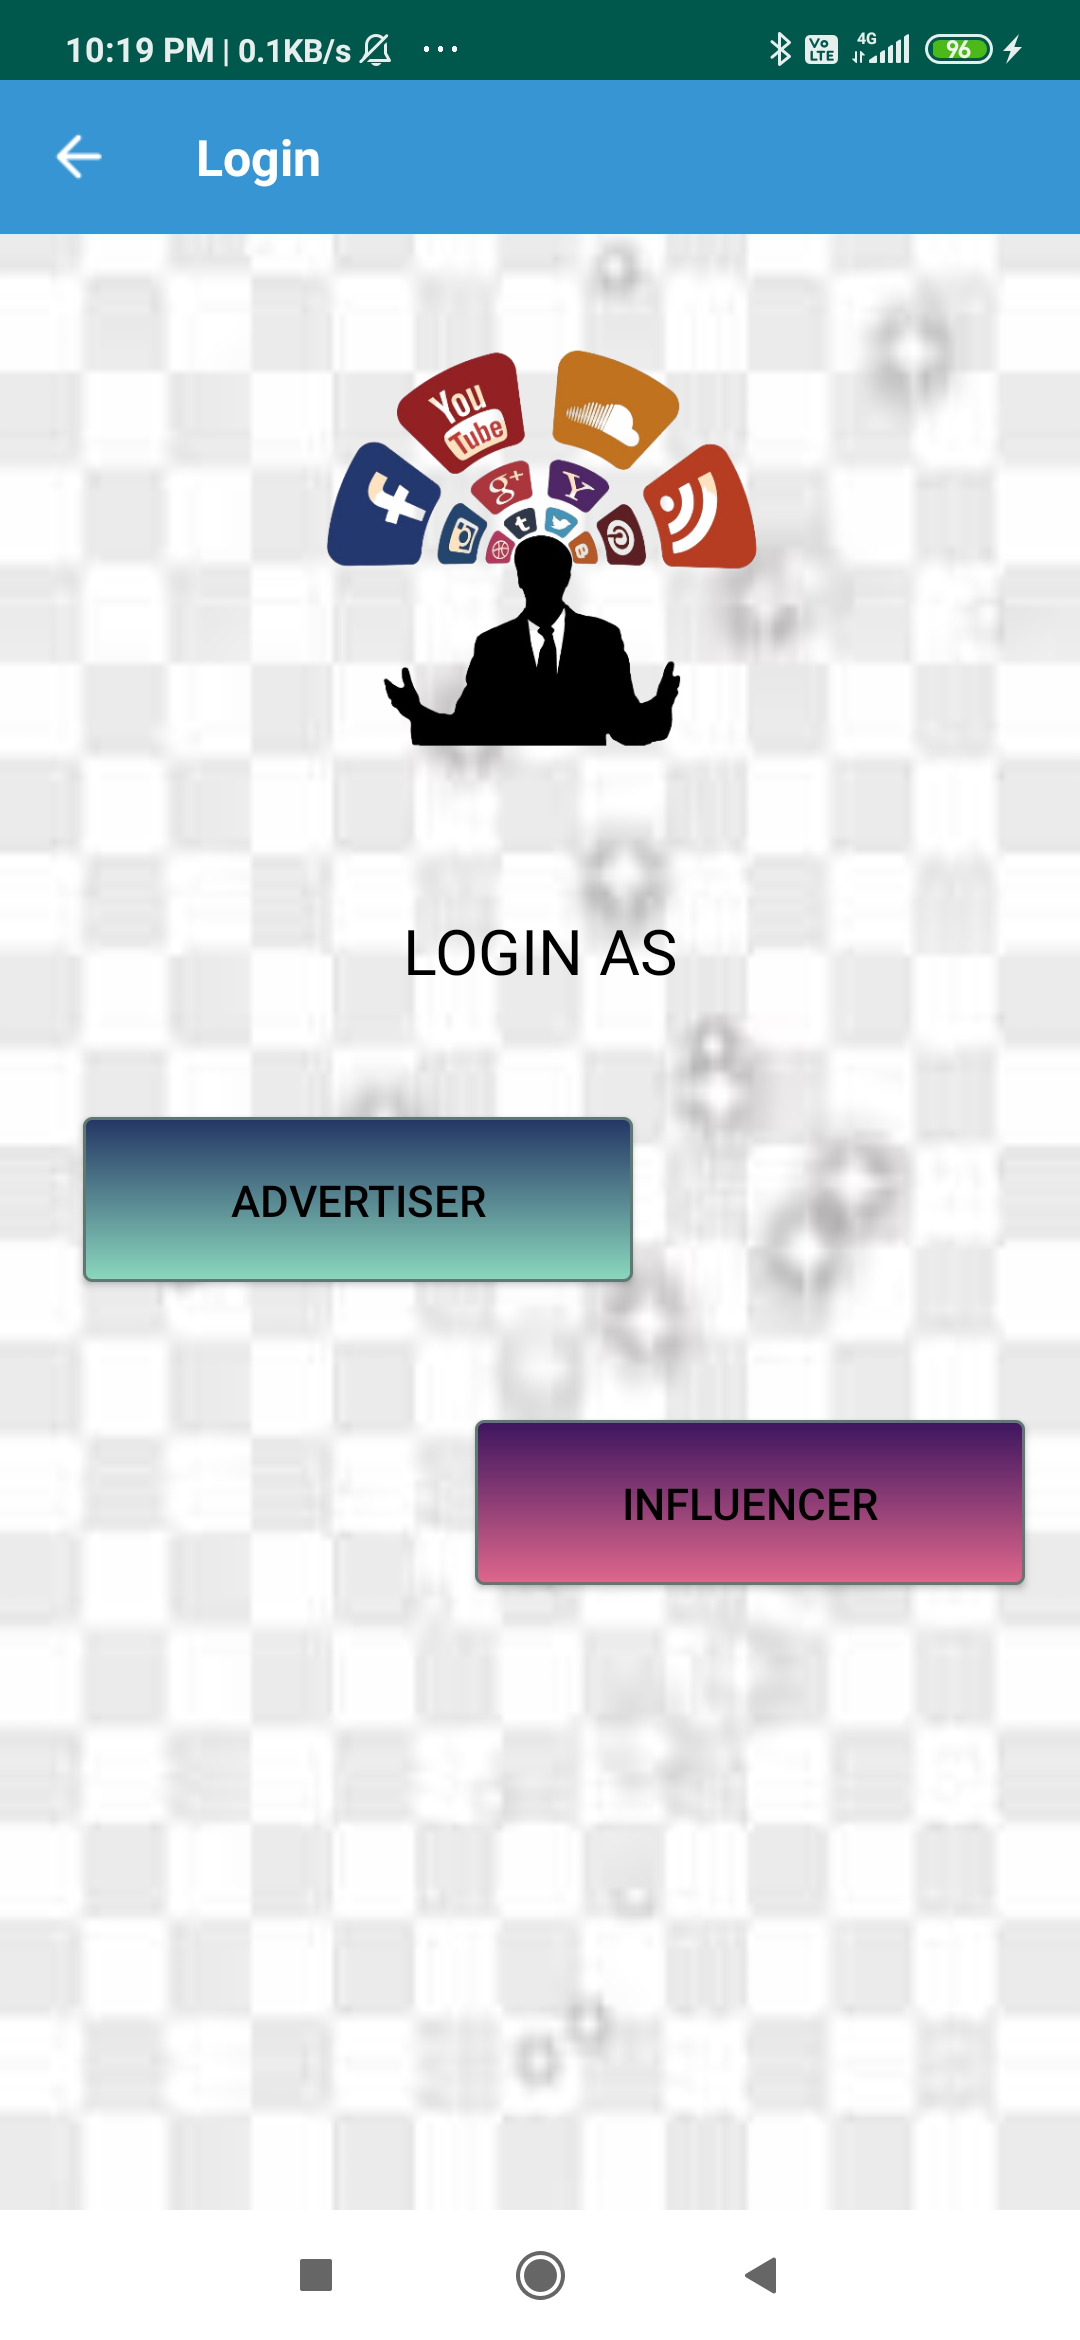 10:19 PM | 0.1KB/s ...
Vo LTE 4G 96
Login
You
Tube
f
g+
Y
t
e
LOGIN AS
ADVERTISER
INFLUENCER